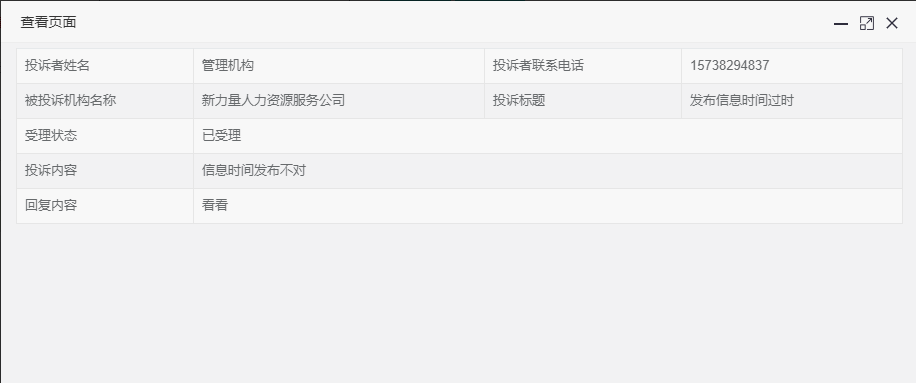 查看页面
投诉者姓名 管理机构 投诉者联系电话 15738294837
被投诉机构名称 新力量人力资源服务公司 投诉标题 发布信息时间过时
受理状态 已受理
投诉内容 信息时间发布不对
回复内容 看看